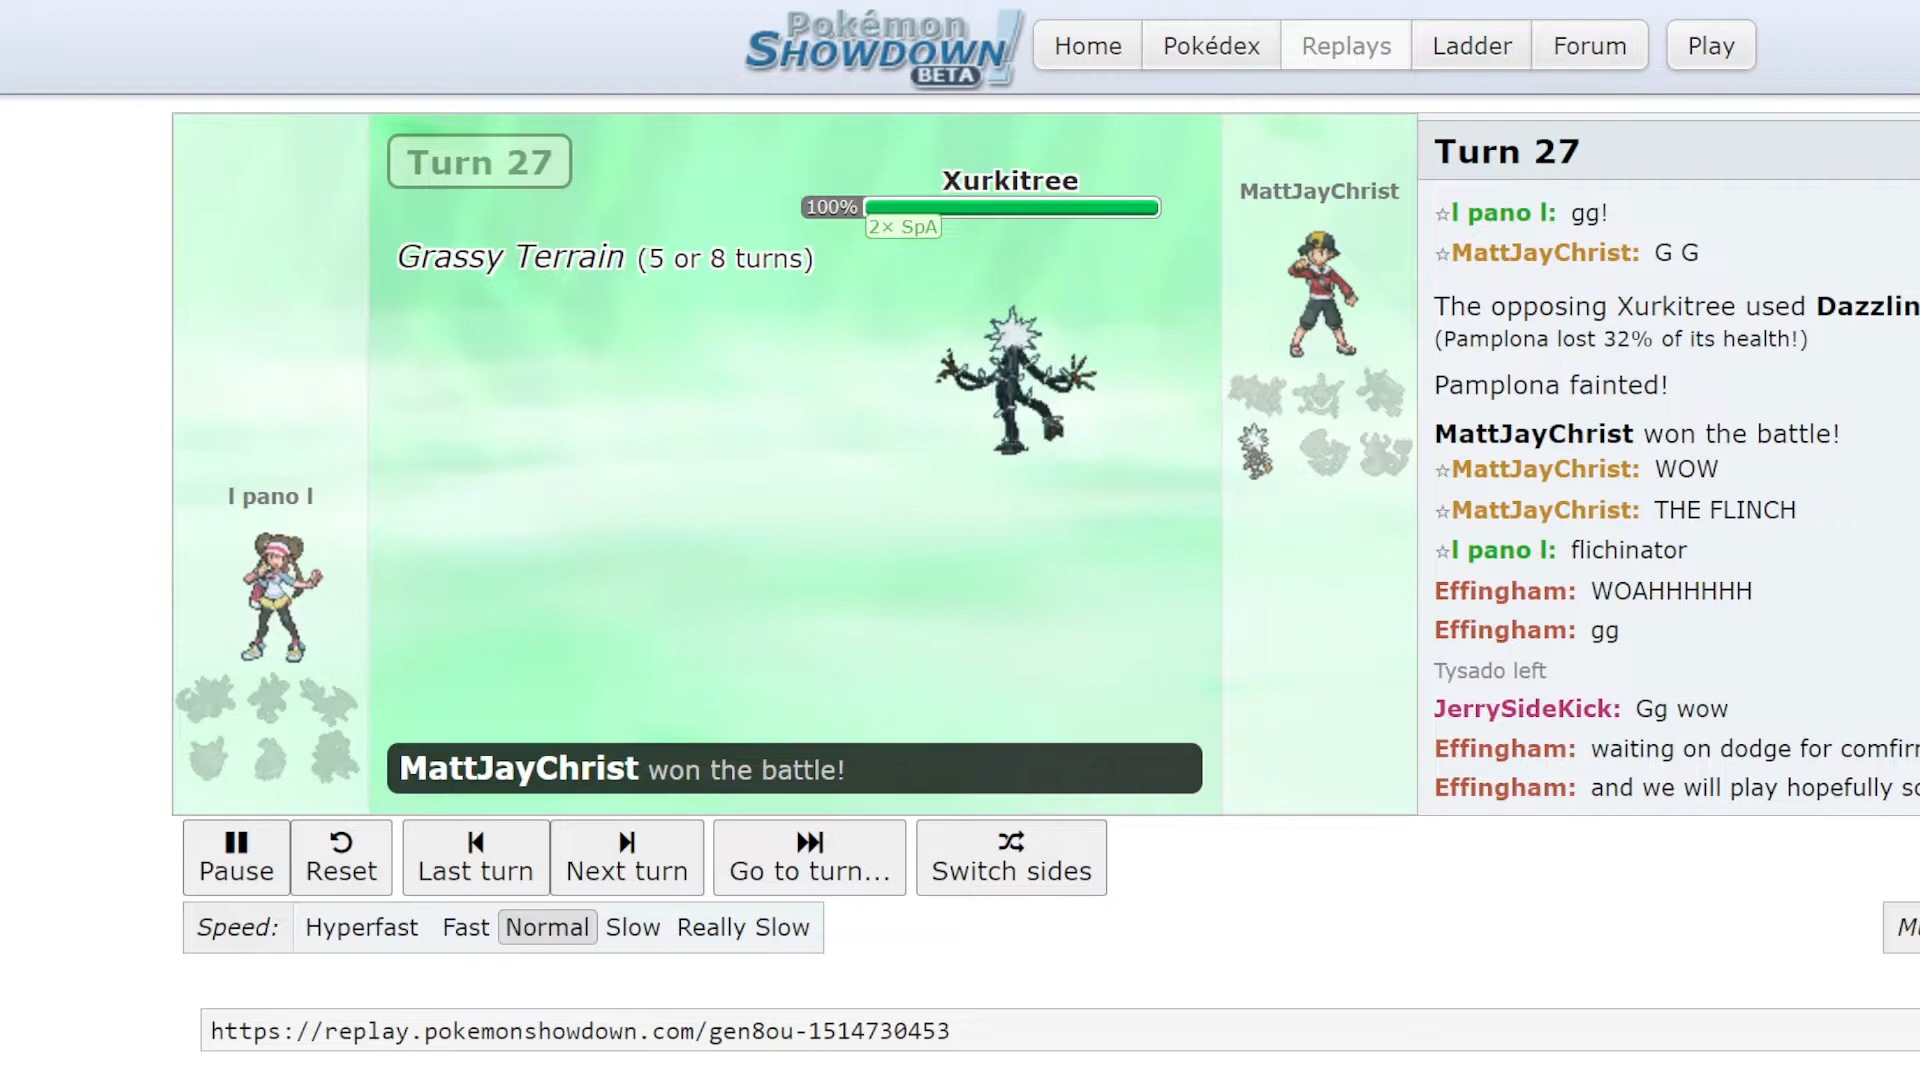 Pokémon
SHOWDOWN!
BETA
Home
Pokédex
Replays
Ladder
Forum
Play
Turn 27
Xurkitree
100%
2× SpA
Grassy Terrain (5 or 8 turns)
MattJayChrist
l pano l
MattJayChrist won the battle!
Turn 27
☆l pano l: gg!
☆MattJayChrist: G G
The opposing Xurkitree used Dazzlin
(Pamplona lost 32% of its health!)
Pamplona fainted!
MattJayChrist won the battle!
☆MattJayChrist: WOW
☆MattJayChrist: THE FLINCH
☆l pano l: flichinator
Effingham: WOAHHHHHH
Effingham: gg
Tysado left
JerrySideKick: Gg wow
Effingham: waiting on dodge for comfir
Effingham: and we will play hopefully so
Pause
Reset
Last turn
Next turn
Go to turn...
Switch sides
Speed: Hyperfast Fast Normal Slow Really Slow
https://replay.pokemonshowdown.com/gen8ou-1514730453